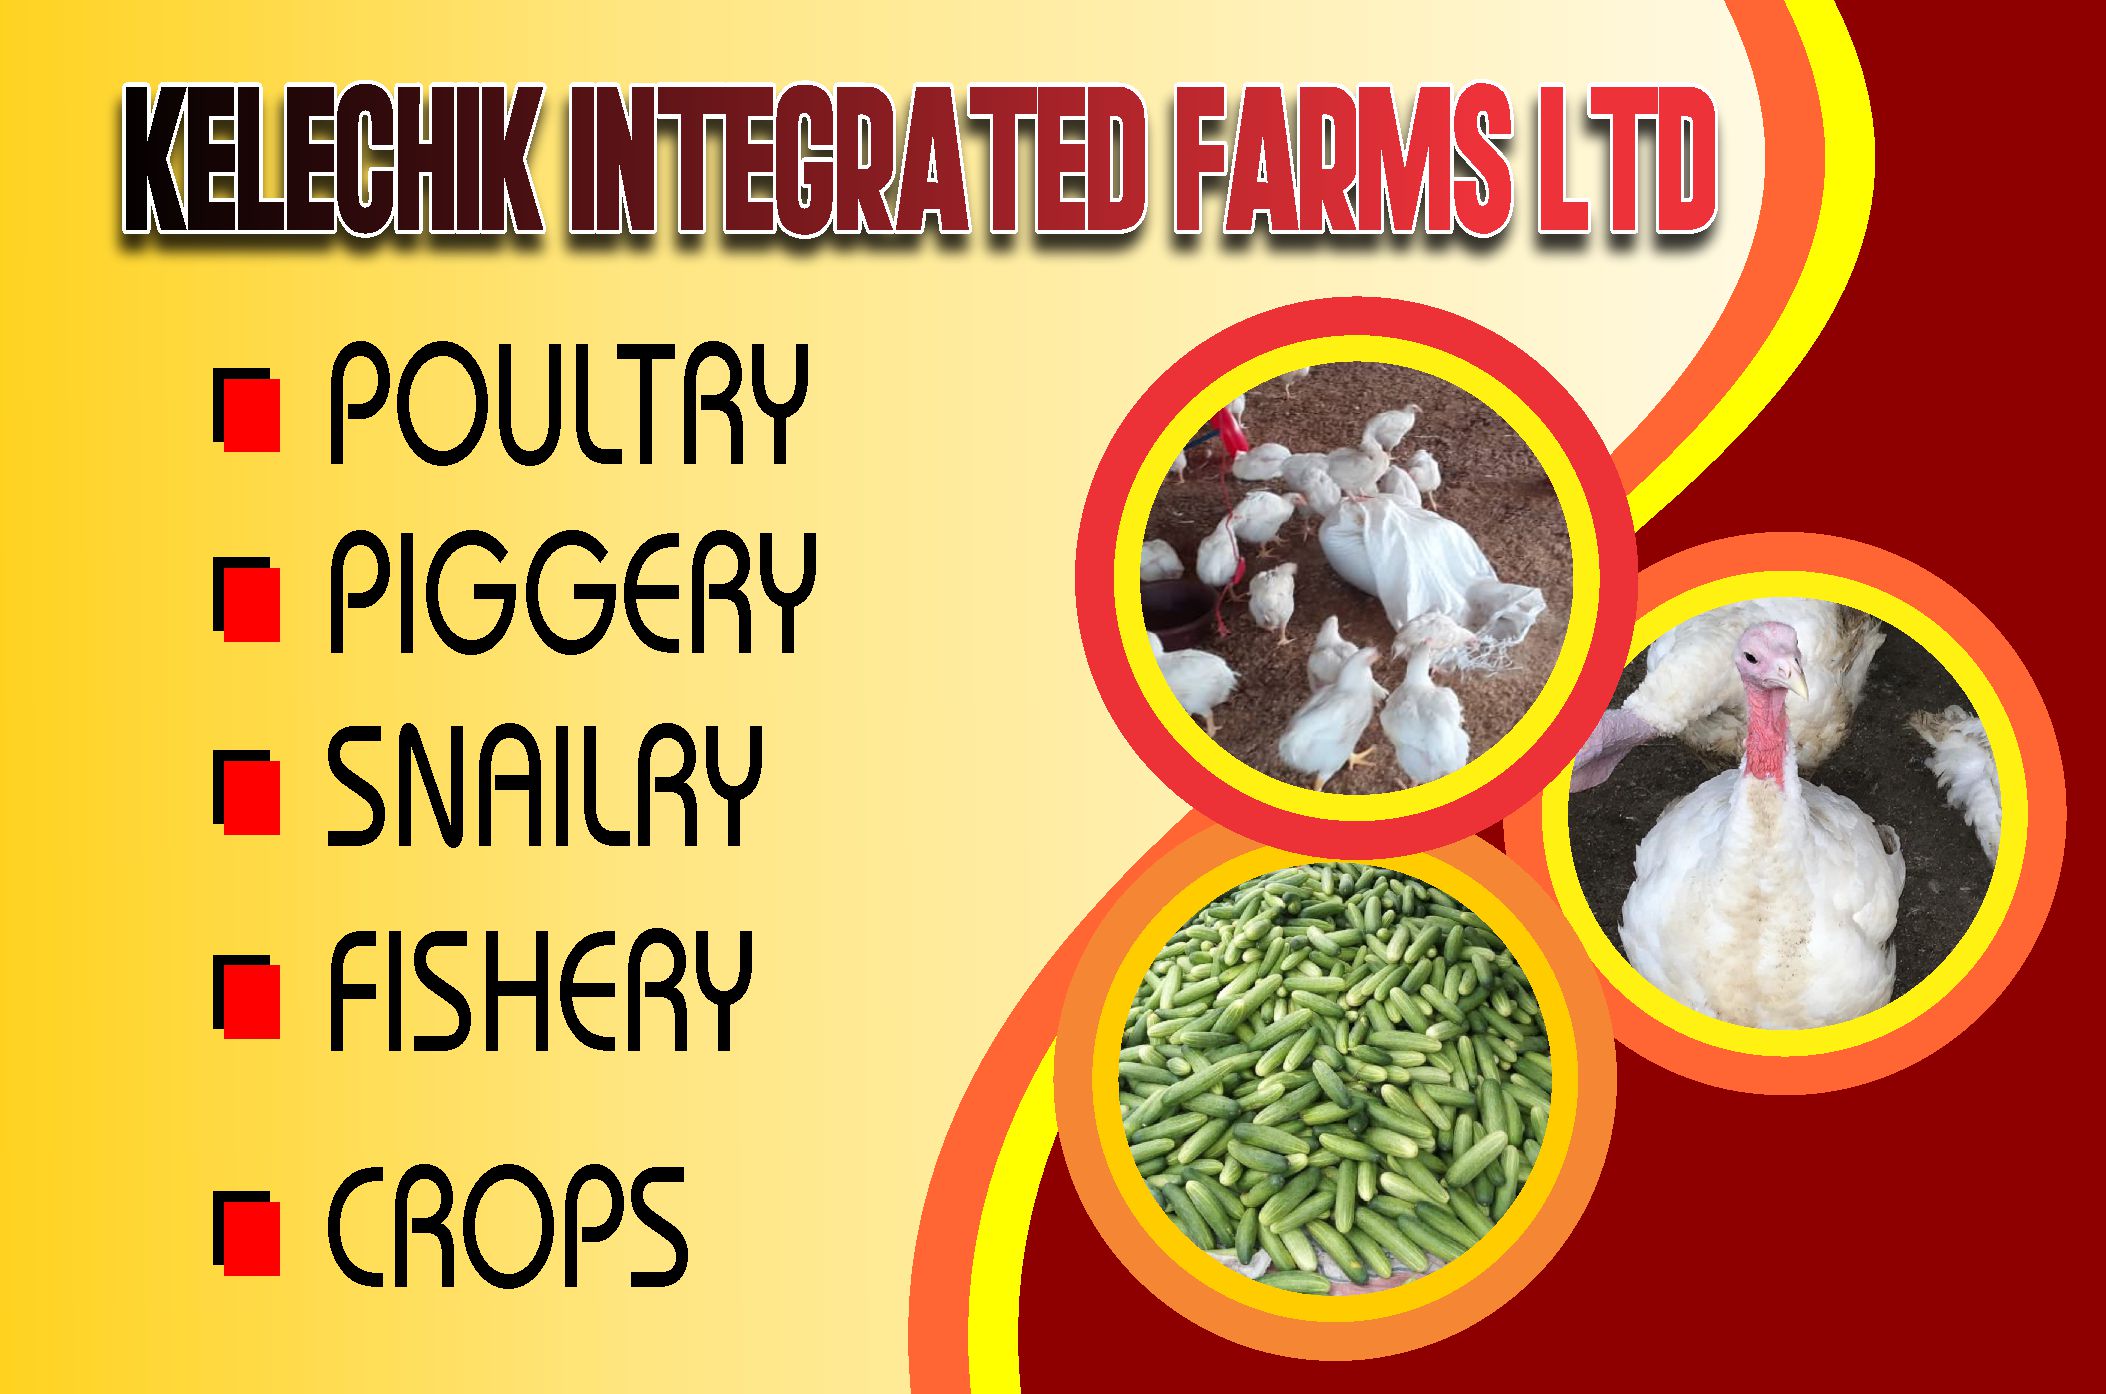 KELECHIK INTEGRATED FARMS LTD
POULTRY
PIGGERY
SNAILRY
FISHERY
CROPS